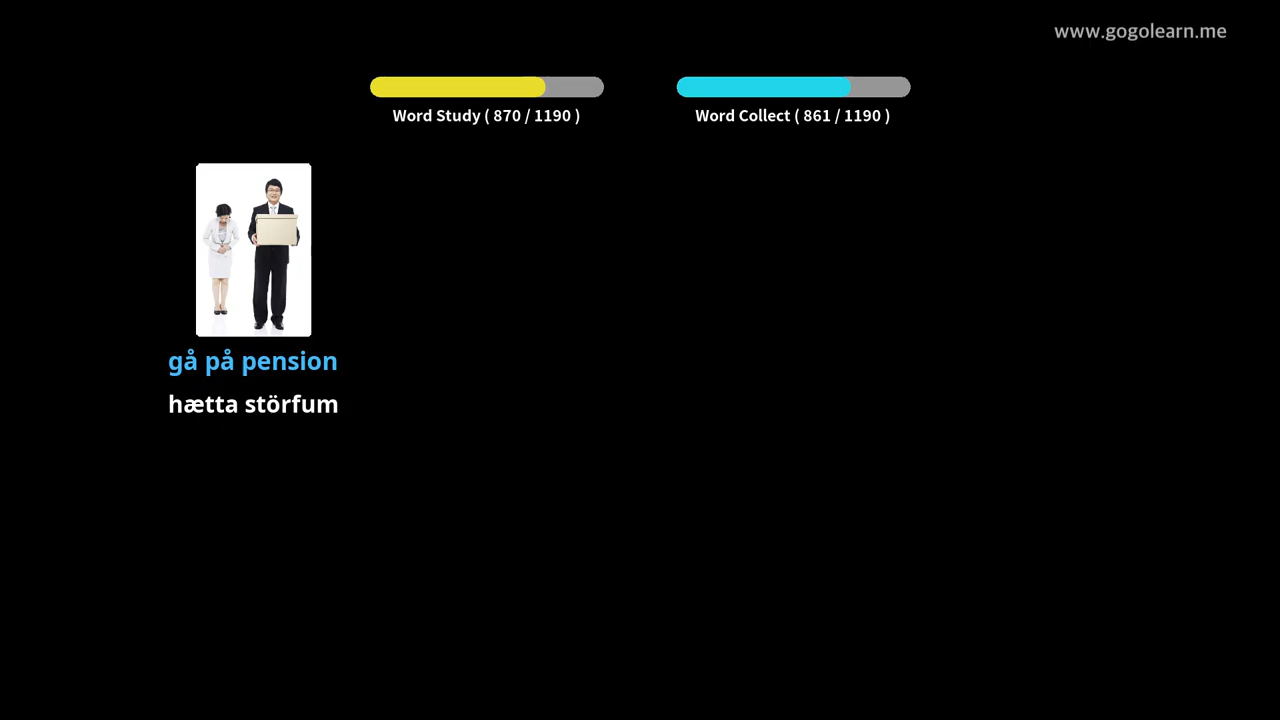 www.gogolearn.me
Word Study ( 870 / 1190 )
Word Collect ( 861 / 1190 )
gå på pension
hætta störfum